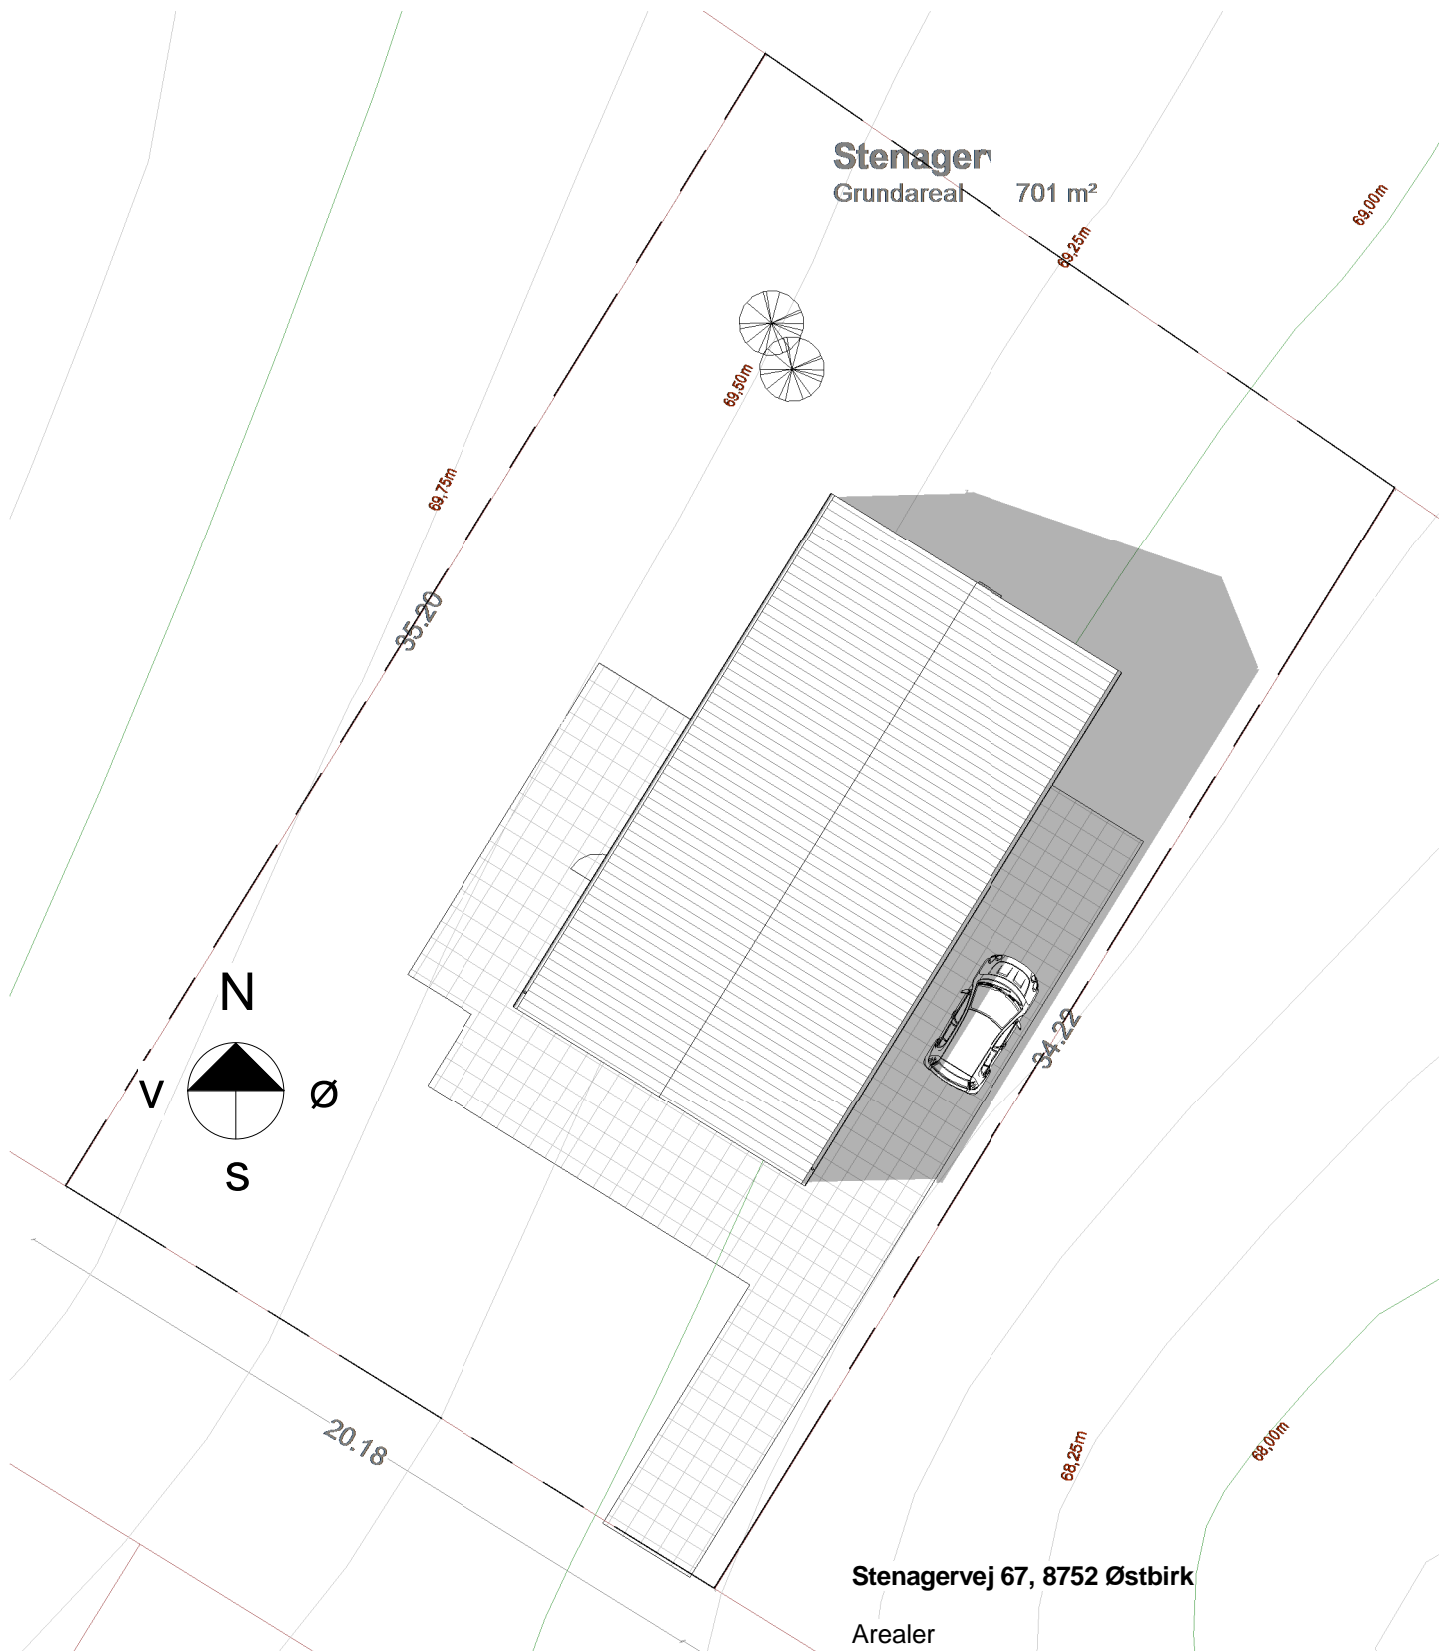 Stenager
Grundareal 701 m²
69,00m
69,25m
69,50m
69,75m
35.20
N
V Ø
S
34.22
20.18
68,25m
68,00m
Stenagervej 67, 8752 Østbirk
Arealer